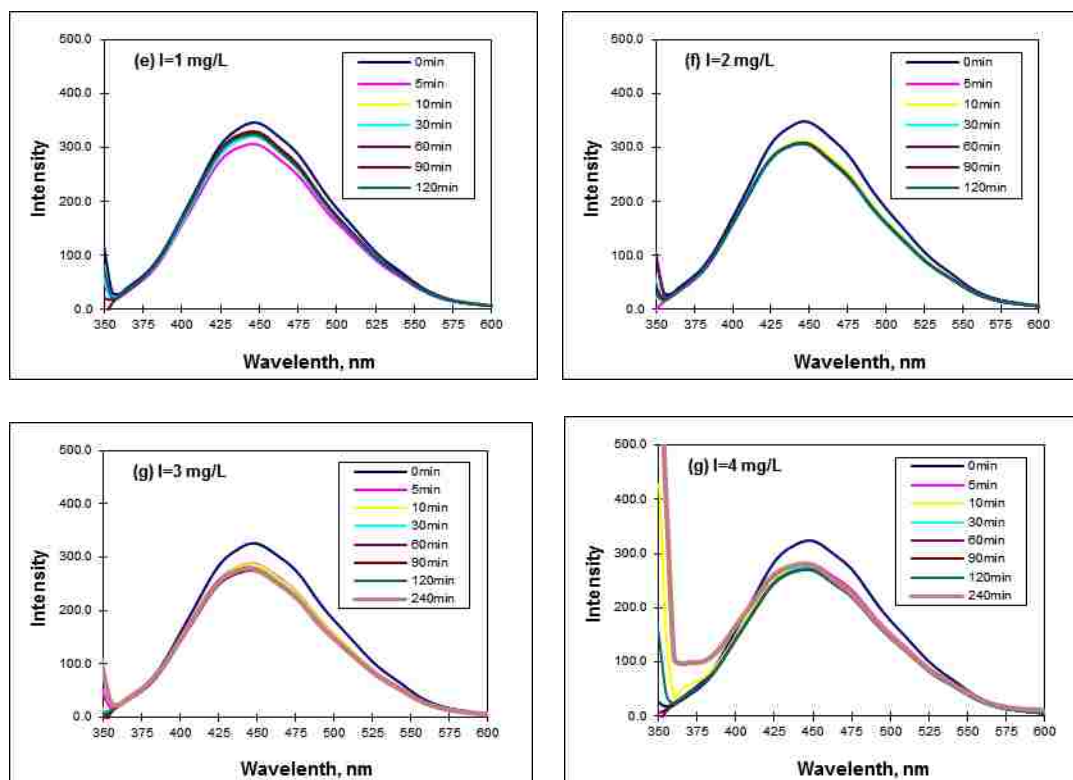 (e) I=1 mg/L
500.0
400.0
300.0
200.0
100.0
0.0
Intensity
0min
5min
10min
30min
60min
90min
120min
350 375 400 425 450 475 500 525 550 575 600
Wavelenth, nm
(f) I=2 mg/L
500.0
400.0
300.0
200.0
100.0
0.0
Intensity
0min
5min
10min
30min
60min
90min
120min
350 375 400 425 450 475 500 525 550 575 600
Wavelenth, nm
(g) I=3 mg/L
500.0
400.0
300.0
200.0
100.0
0.0
Intensity
0min
5min
10min
30min
60min
90min
120min
240min
350 375 400 425 450 475 500 525 550 575 600
Wavelenth, nm
(g) I=4 mg/L
500.0
400.0
300.0
200.0
100.0
0.0
Intensity
0min
5min
10min
30min
60min
90min
120min
240min
350 375 400 425 450 475 500 525 550 575 600
Wavelenth, nm